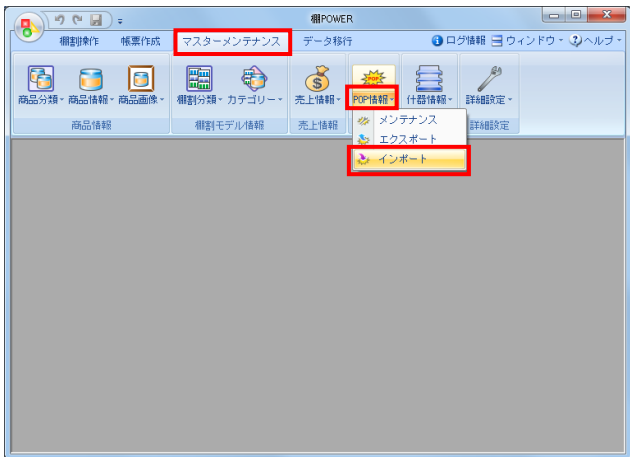 棚POWER
棚割操作 帳票作成 マスターメンテナンス データ移行 ログ情報 ウィンドウ ヘルプ
商品分類 商品情報 商品画像 棚割分類 カテゴリー 売上情報 POP情報 什器情報 詳細設定
商品情報 棚割モデル情報 売上情報 詳細設定
メンテナンス
エクスポート
インポート